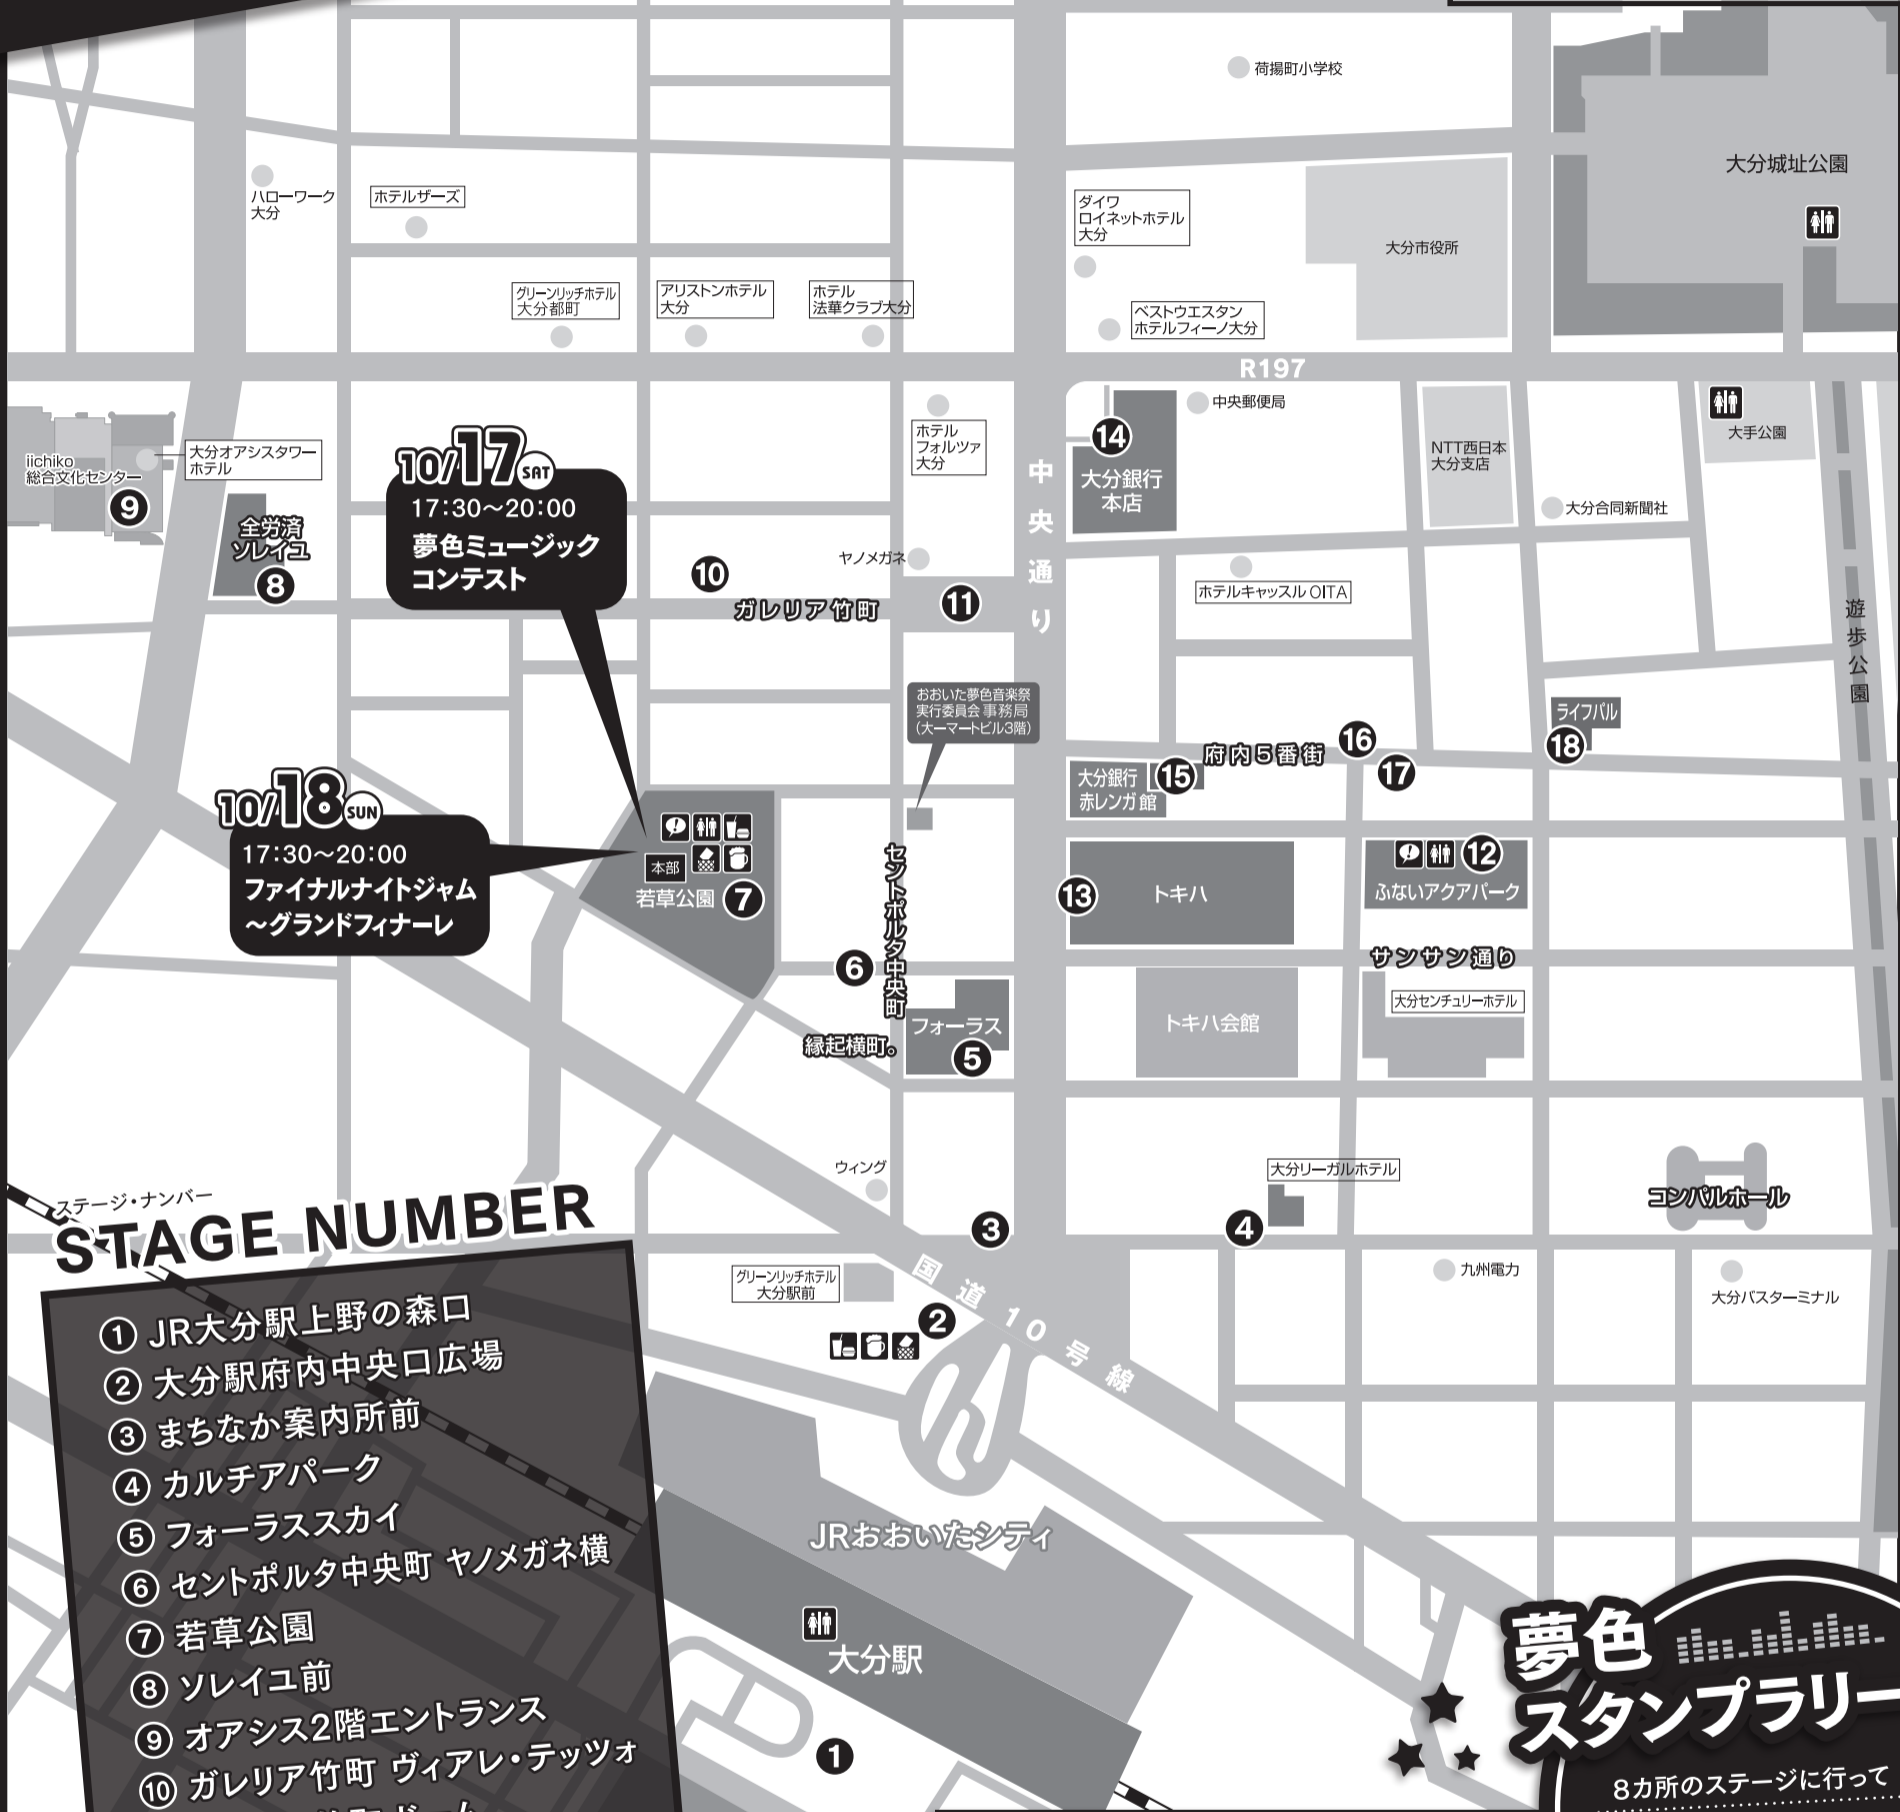 荷揚町小学校
大分城址公園
ハローワーク
大分
ホテルザーズ
ダイワ
ロイネットホテル
大分
大分市役所
グリーンリッチホテル
大分都町
アリストンホテル
大分
ホテル
法華クラブ大分
ベストウエスタン
ホテルフィーノ大分
R197
iichiko
総合文化センター
9
大分オアシスタワー
ホテル
全労済
ソレイユ
8
10/17 SAT
17:30〜20:00
夢色ミュージック
コンテスト
ホテル
フォルツァ
大分
中央通り
14
大分銀行
本店
中央郵便局
NTT西日本
大分支店
大手公園
大分合同新聞社
10
ガレリア竹町
ヤノメガネ
11
ホテルキャッスル OITA
遊歩公園
おおいた夢色音楽祭
実行委員会 事務局
(大一マートビル3階)
大分銀行
赤レンガ館
15
府内5番街
16
17
ライフパル
18
10/18 SUN
17:30〜20:00
ファイナルナイトジャム
〜グランドフィナーレ
本部
若草公園
7
セントポルタ中央町
6
縁起横町。
フォーラス
5
13
トキハ
12
ふないアクアパーク
サンサン通り
トキハ会館
大分センチュリーホテル
ウィング
3
大分リーガルホテル
4
コンパルホール
九州電力
大分バスターミナル
グリーンリッチホテル
大分駅前
2
国道10号線
JRおおいたシティ
大分駅
1
ステージ・ナンバー
STAGE NUMBER
① JR大分駅上野の森口
② 大分駅府内中央口広場
③ まちなか案内所前
④ カルチアパーク
⑤ フォーラススカイ
⑥ セントポルタ中央町 ヤノメガネ横
⑦ 若草公園
⑧ ソレイユ前
⑨ オアシス2階エントランス
⑩ ガレリア竹町 ヴィアレ・テッツォ
夢色
スタンプラリー
8カ所のステージに行って